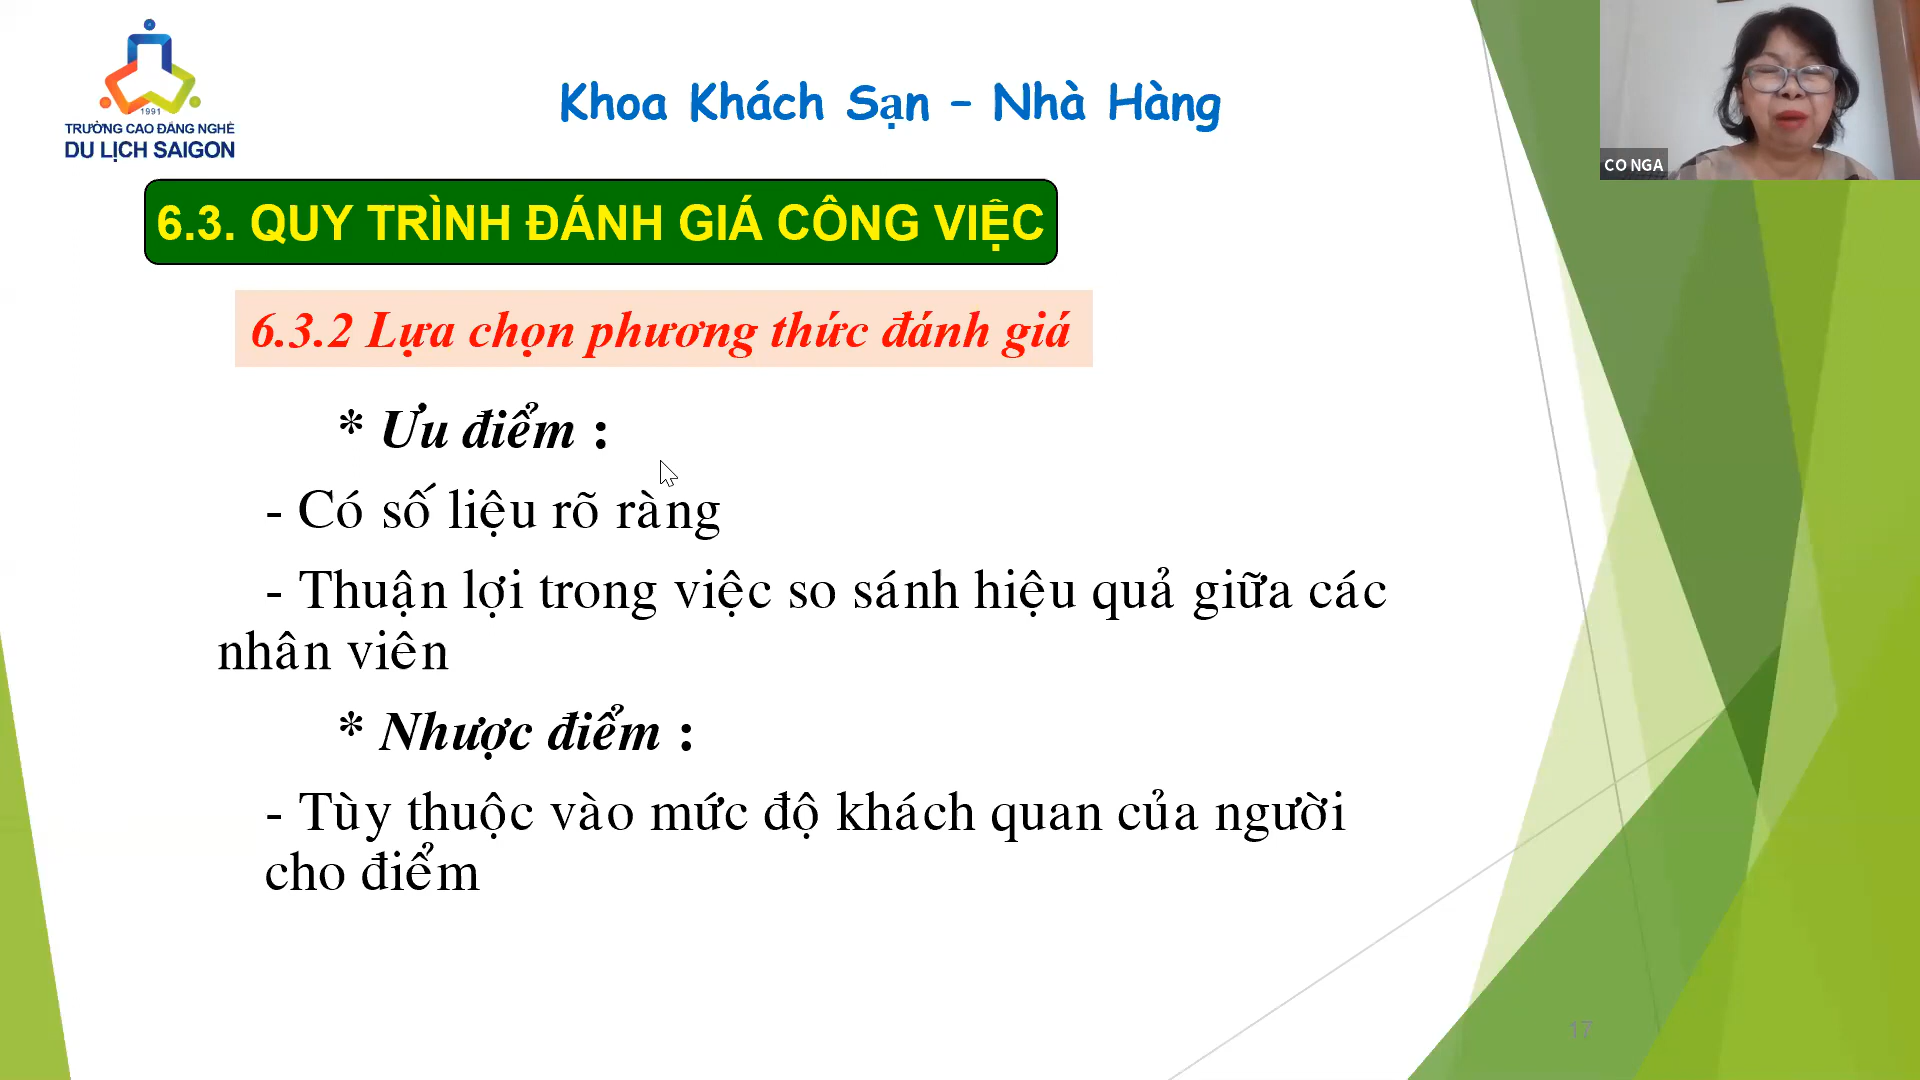 1991
TRƯỜNG CAO ĐẲNG NGHỀ
DU LỊCH SAIGON
Khoa Khách Sạn – Nhà Hàng
CO NGA
6.3. QUY TRÌNH ĐÁNH GIÁ CÔNG VIỆC
6.3.2 Lựa chọn phương thức đánh giá
* Ưu điểm :
- Có số liệu rõ ràng
- Thuận lợi trong việc so sánh hiệu quả giữa các
nhân viên
* Nhược điểm :
- Tùy thuộc vào mức độ khách quan của người
cho điểm
17